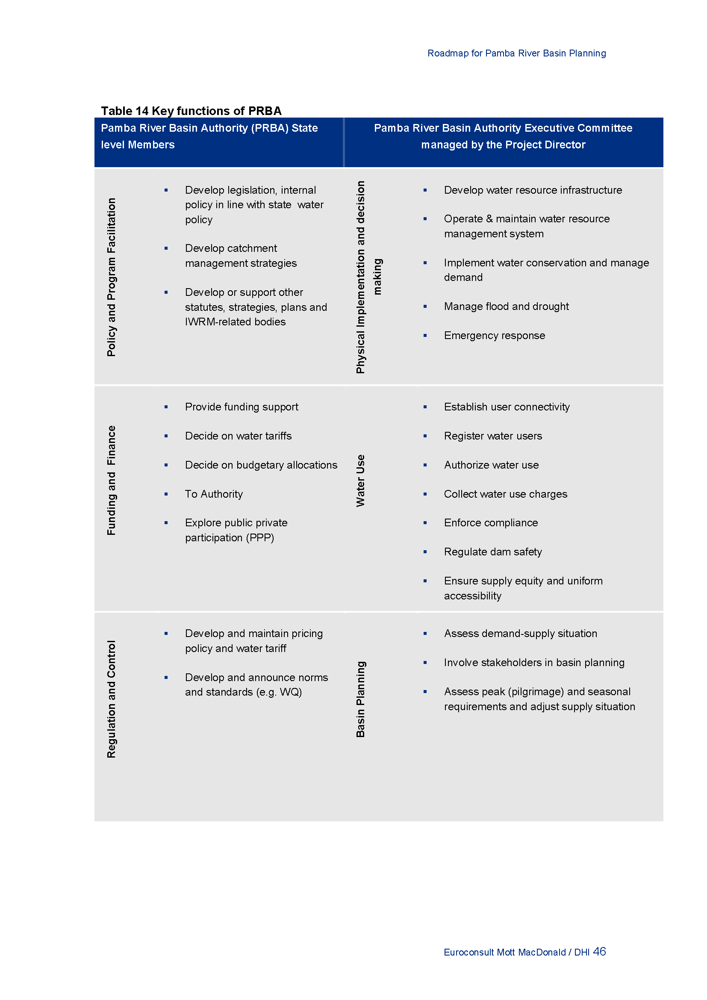 Roadmap for Pamba River Basin Planning
Table 14 Key functions of PRBA
Pamba River Basin Authority (PRBA) State
level Members
Pamba River Basin Authority Executive Committee
managed by the Project Director
Policy and Program Facilitation
▪ Develop legislation, internal
policy in line with state water
policy
▪ Develop catchment
management strategies
▪ Develop or support other
statutes, strategies, plans and
IWRM-related bodies
Physical Implementation and decision
making
▪ Develop water resource infrastructure
▪ Operate & maintain water resource
management system
▪ Implement water conservation and manage
demand
▪ Manage flood and drought
▪ Emergency response
Funding and Finance
▪ Provide funding support
▪ Decide on water tariffs
▪ Decide on budgetary allocations
▪ To Authority
▪ Explore public private
participation (PPP)
Water Use
▪ Establish user connectivity
▪ Register water users
▪ Authorize water use
▪ Collect water use charges
▪ Enforce compliance
▪ Regulate dam safety
▪ Ensure supply equity and uniform
accessibility
Regulation and Control
▪ Develop and maintain pricing
policy and water tariff
▪ Develop and announce norms
and standards (e.g. WQ)
Basin Planning
▪ Assess demand-supply situation
▪ Involve stakeholders in basin planning
▪ Assess peak (pilgrimage) and seasonal
requirements and adjust supply situation
Euroconsult Mott MacDonald / DHI 46